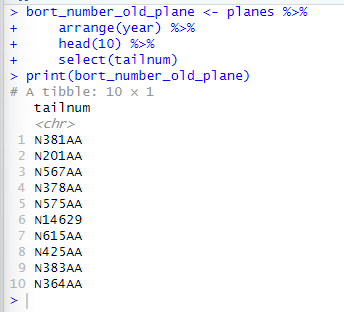 > bort_number_old_plane <- planes %>%
+     arrange(year) %>%
+     head(10) %>%
+     select(tailnum)
> print(bort_number_old_plane)
# A tibble: 10 × 1
   tailnum
   <chr>
 1 N381AA
 2 N201AA
 3 N567AA
 4 N378AA
 5 N575AA
 6 N14629
 7 N615AA
 8 N425AA
 9 N383AA
10 N364AA
>